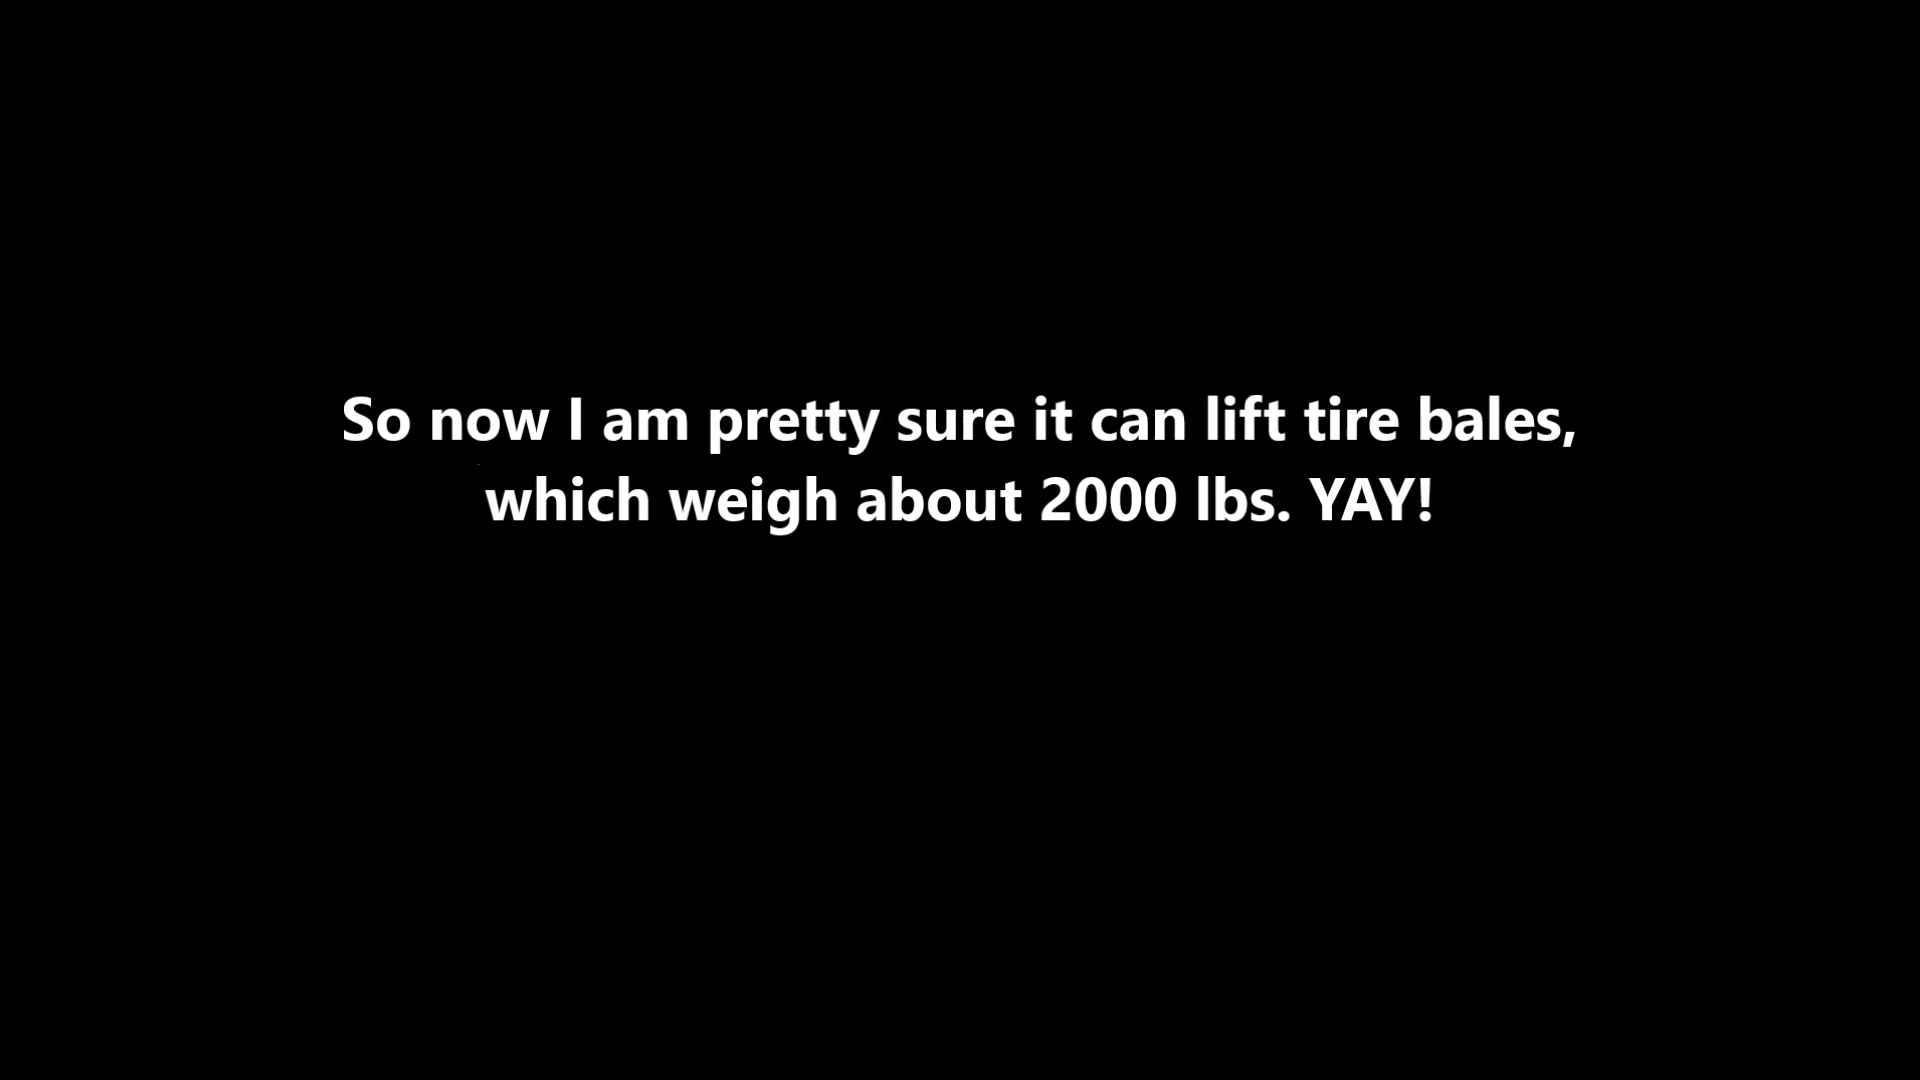 So now I am pretty sure it can lift tire bales,
which weigh about 2000 lbs. YAY!